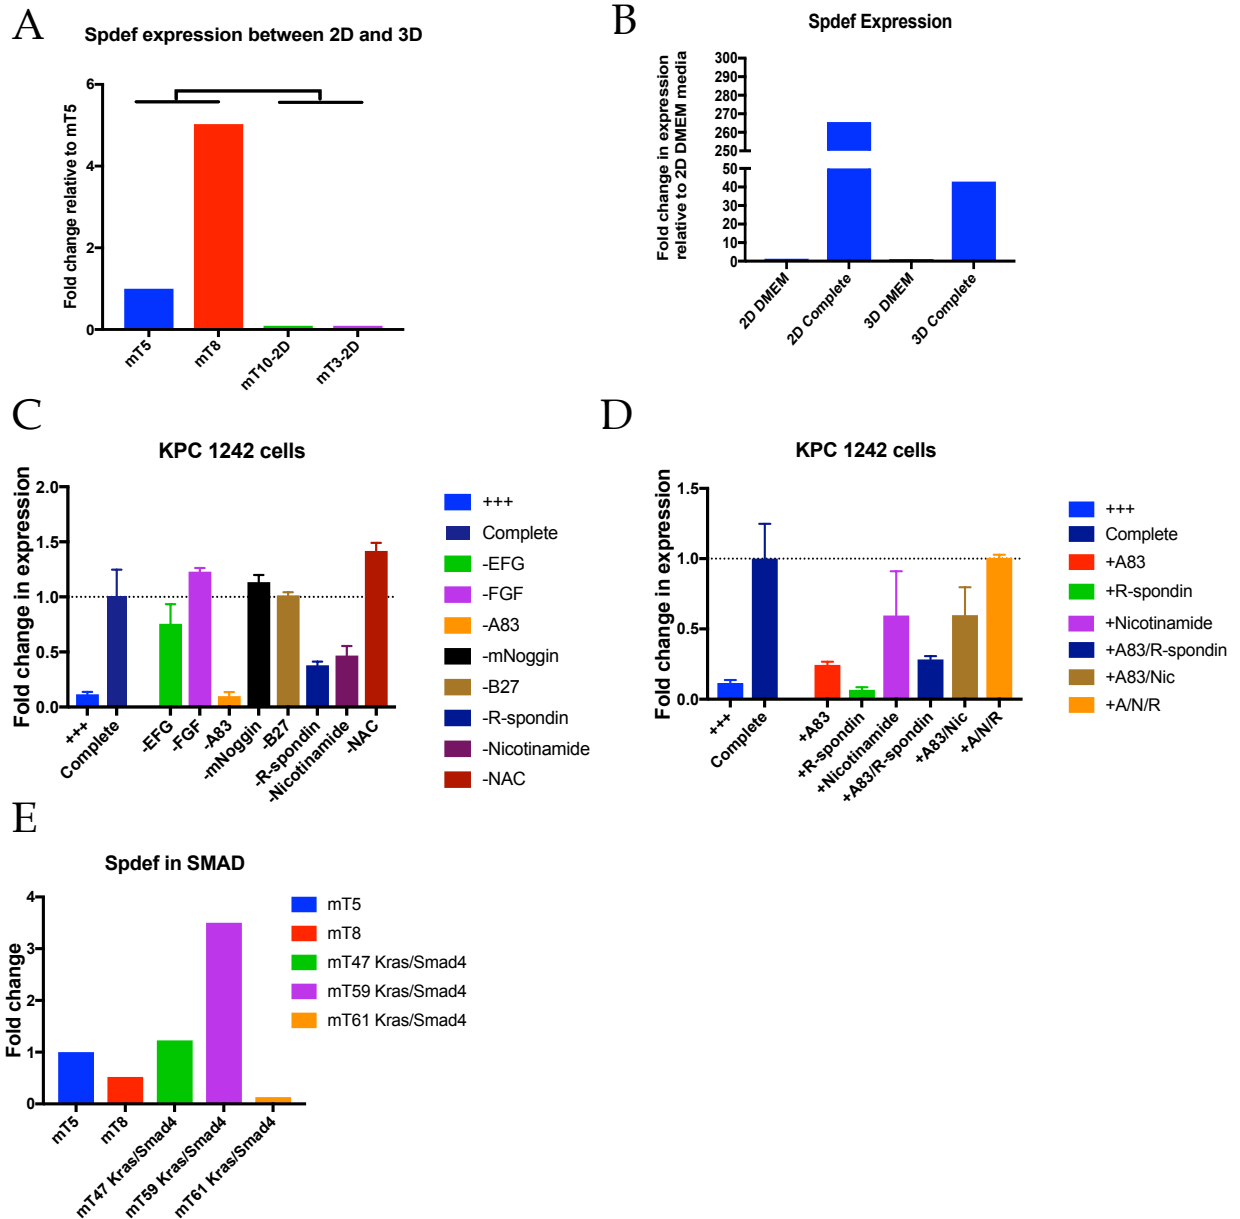 A
Spdef expression between 2D and 3D
Fold change relative to mT5
6
4
2
0
mT5
mT8
mT10-2D
mT3-2D
B
Spdef Expression
Fold change in expression
relative to 2D DMEM media
300
290
280
270
260
250
50
40
30
20
10
0
2D DMEM
2D Complete
3D DMEM
3D Complete
C
KPC 1242 cells
Fold change in expression
2.0
1.5
1.0
0.5
0.0
+++
Complete
-EFG
-FGF
-A83
-mNoggin
-B27
-R-spondin
-Nicotinamide
-NAC
+++
Complete
-EFG
-FGF
-A83
-mNoggin
-B27
-R-spondin
-Nicotinamide
-NAC
D
KPC 1242 cells
Fold change in expression
1.5
1.0
0.5
0.0
+++
Complete
+A83
+R-spondin
+Nicotinamide
+A83/R-spondin
+A83/Nic
+A/N/R
+++
Complete
+A83
+R-spondin
+Nicotinamide
+A83/R-spondin
+A83/Nic
+A/N/R
E
Spdef in SMAD
Fold change
4
3
2
1
0
mT5
mT8
mT47 Kras/Smad4
mT59 Kras/Smad4
mT61 Kras/Smad4
mT5
mT8
mT47 Kras/Smad4
mT59 Kras/Smad4
mT61 Kras/Smad4